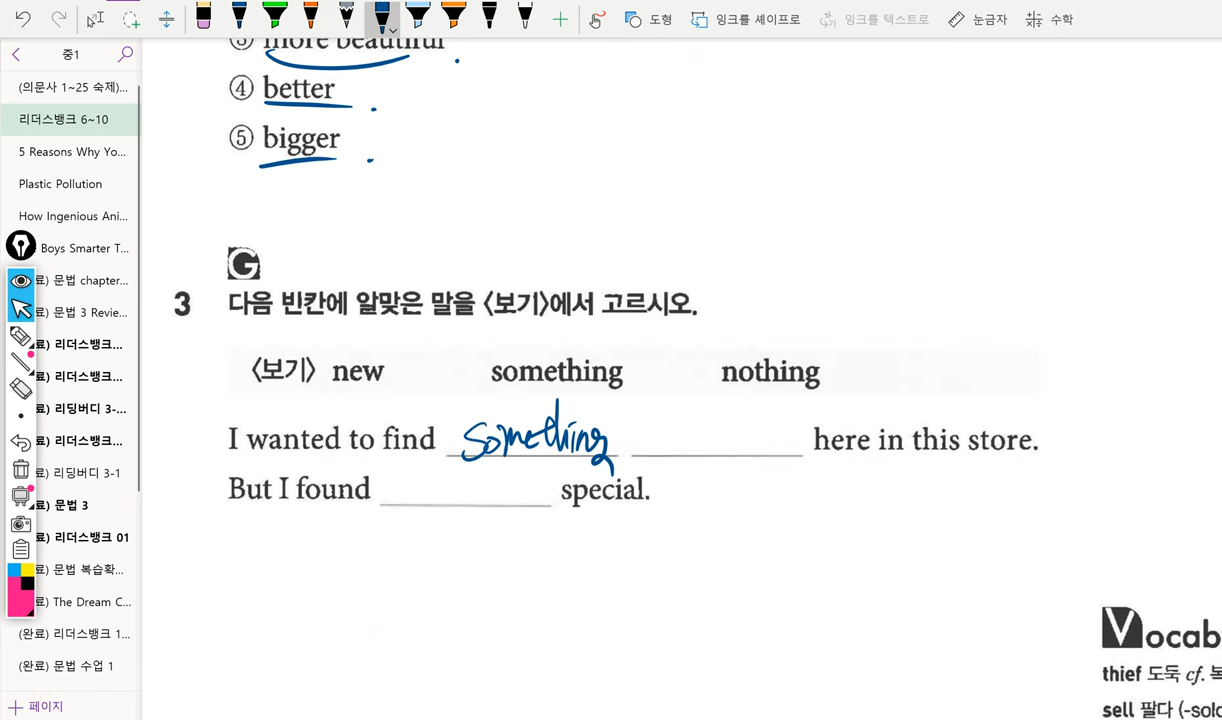 도형 잉크를 셰이프로 잉크를 텍스트로 눈금자 수학
중1
(의문사 1~25 숙제)...
리더스뱅크 6~10
5 Reasons Why Yo...
Plastic Pollution
How Ingenious Ani...
Boys Smarter T...
료) 문법 chapter...
료) 문법 3 Revie...
료) 리더스뱅크...
료) 리더스뱅크...
료) 리딩버디 3-...
료) 리더스뱅크...
료) 리딩버디 3-1
료) 문법 3
료) 리더스뱅크 01
료) 문법 복습확...
료) The Dream C...
(완료) 리더스뱅크 1...
(완료) 문법 수업 1
페이지
③ more beautiful
④ better
⑤ bigger
G
3 다음 빈칸에 알맞은 말을 〈보기〉에서 고르시오.
〈보기〉 new something nothing
I wanted to find something here in this store.
But I found special.
Vocab
thief 도둑 cf. 복
sell 팔다 (-sold